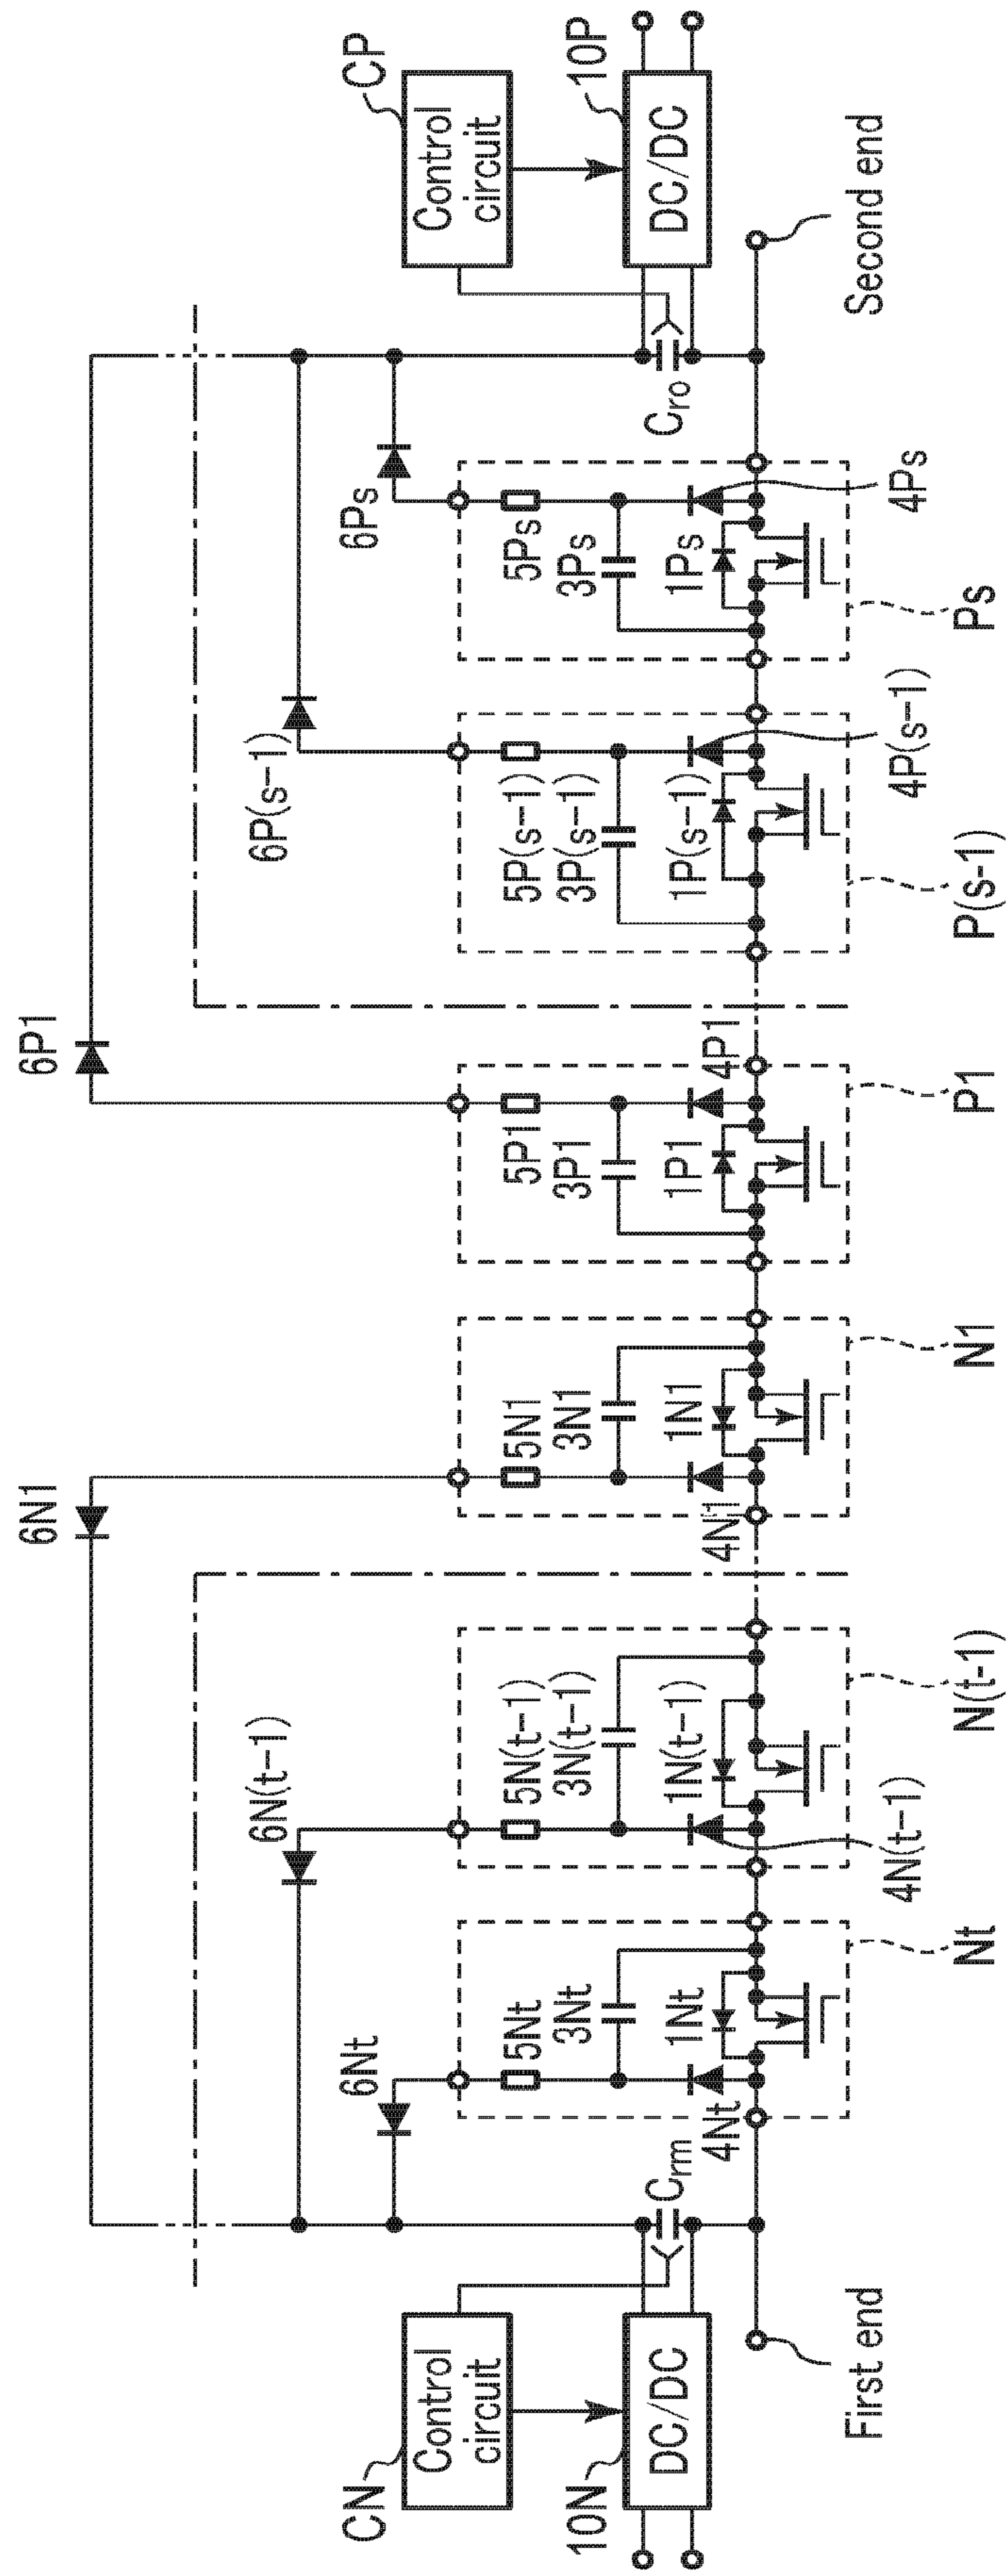 6N1
6P1
6N(t-1)
6P(s-1)
6Nt
6Ps
CN
Control
circuit
CP
Control
circuit
5Nt
3Nt
1Nt
5N(t-1)
3N(t-1)
1N(t-1)
5N1
3N1
1N1
5P1
3P1
1P1
5P(s-1)
3P(s-1)
1P(s-1)
5Ps
3Ps
1Ps
10N
DC/DC
Crm
Cro
DC/DC
10P
4Nt
4N1
4P1
4N(t-1)
4P(s-1)
4Ps
First end
Second end
Nt
N(t-1)
N1
P1
P(s-1)
Ps